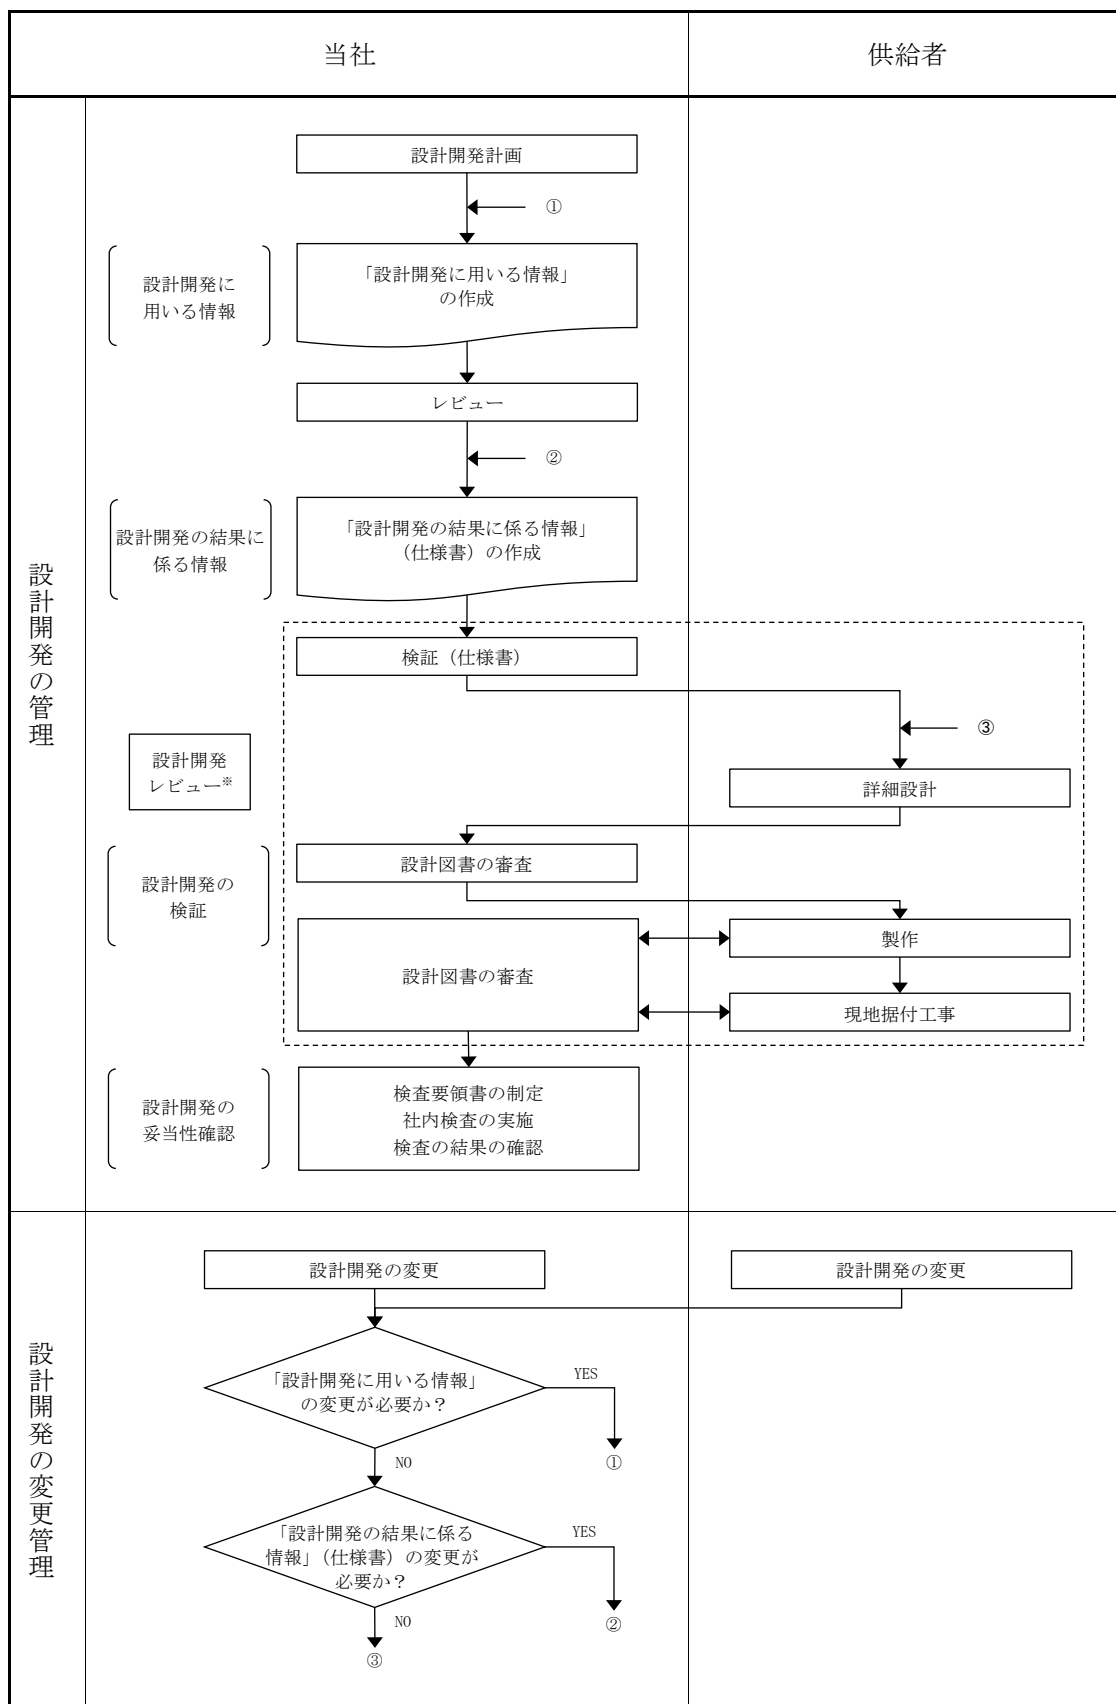 当社
供給者
設計開発の管理
設計開発計画
①
設計開発に
用いる情報
「設計開発に用いる情報」
の作成
レビュー
②
設計開発の結果に
係る情報
「設計開発の結果に係る情報」
(仕様書)の作成
検証(仕様書)
③
設計開発
レビュー※
詳細設計
設計図書の審査
設計開発の
検証
製作
設計図書の審査
現地据付工事
設計開発の
妥当性確認
検査要領書の制定
社内検査の実施
検査の結果の確認
設計開発の変更管理
設計開発の変更
設計開発の変更
「設計開発に用いる情報」
の変更が必要か?
YES
①
NO
「設計開発の結果に係る
情報」(仕様書)の変更が
必要か?
YES
②
NO
③